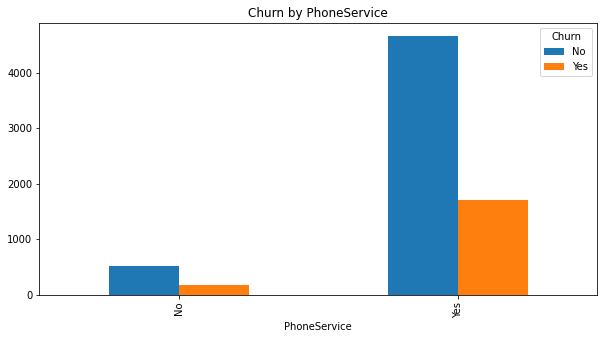 Churn by PhoneService
Churn
No
Yes
4000
3000
2000
1000
0
No
Yes
PhoneService